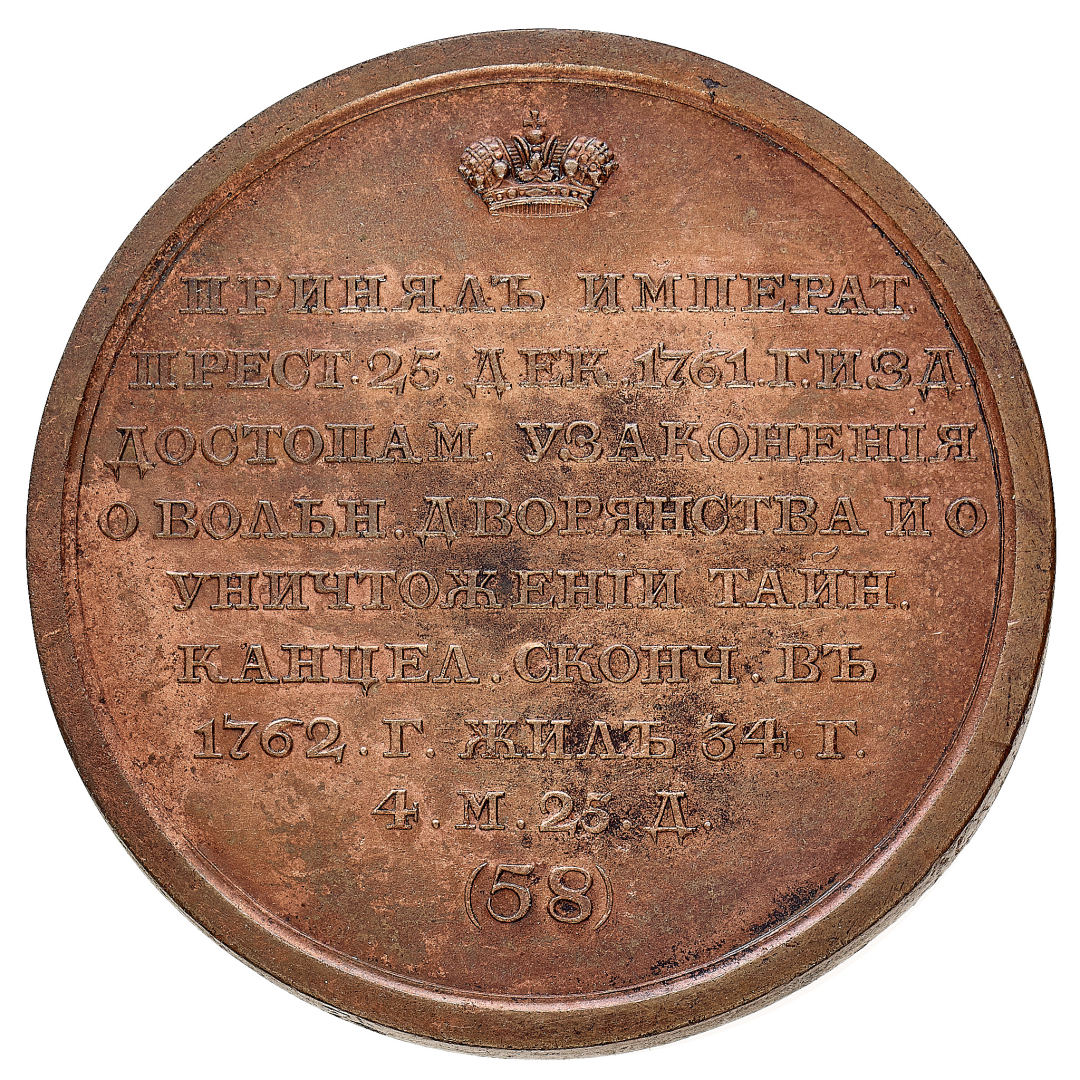 ПРИНЯЛЪ ИМПЕРАТ.
ПРЕСТ. 25. ДЕК. 1761. Г. ИЗД.
ДОСТОПАМ. УЗАКОНЕНІЯ
О ВОЛЬН. ДВОРЯНСТВА И О
УНИЧТОЖЕНІИ ТАЙН.
КАНЦЕЛ. СКОНЧ. ВЪ
1762. Г. ЖИЛЪ 34. Г.
4. М. 25. Д.
(58)